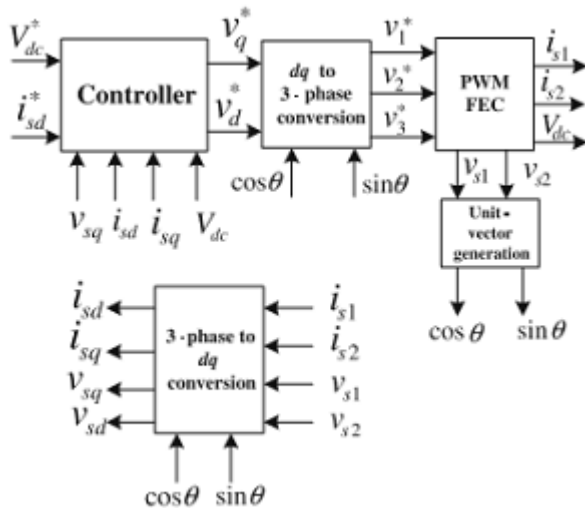 V*dc
i*sd
Controller
v*q
v*d
vsq isd isq Vdc
dq to
3 - phase
conversion
cosθ sinθ
v*1
v*2
v*3
PWM
FEC
is1
is2
Vdc
vs1 vs2
Unit-
vector
generation
cosθ sinθ
isd
isq
vsq
vsd
3 -phase to
dq
conversion
is1
is2
vs1
vs2
cosθ sinθ